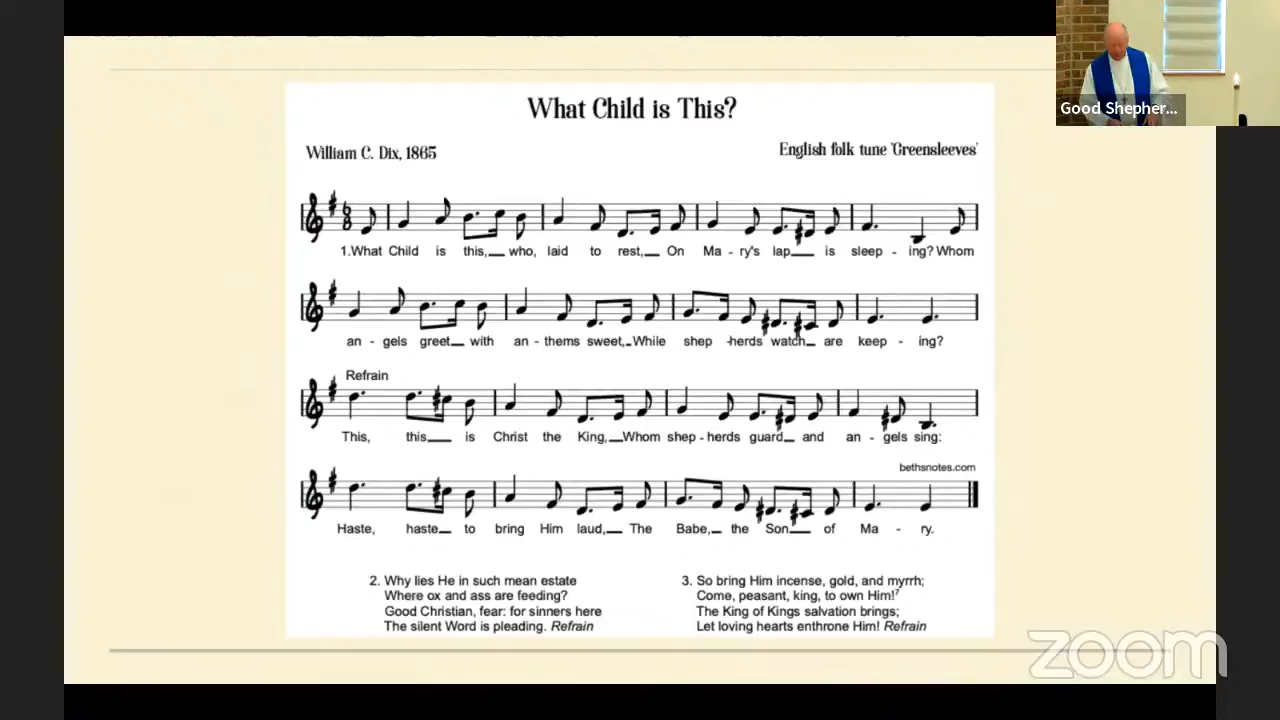 What Child is This?
William C. Dix, 1865
English folk tune 'Greensleeves'
1.What Child is this, who, laid to rest, On Ma - ry's lap is sleep - ing? Whom
an - gels greet with an - thems sweet, While shep - herds watch are keep - ing?
Refrain
This, this is Christ the King, Whom shep - herds guard and an - gels sing:
bethsnotes.com
Haste, haste to bring Him laud, The Babe, the Son of Ma - ry.
2. Why lies He in such mean estate
Where ox and ass are feeding?
Good Christian, fear: for sinners here
The silent Word is pleading. Refrain
3. So bring Him incense, gold, and myrrh;
Come, peasant, king, to own Him!⁷
The King of Kings salvation brings;
Let loving hearts enthrone Him! Refrain
Good Shepher...
zoom